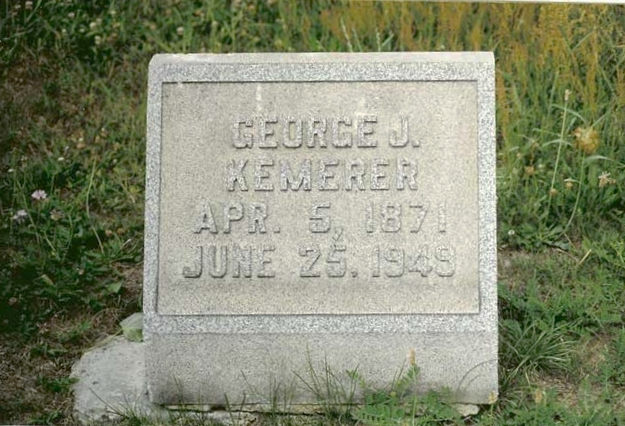 GEORGE J.
KEMERER
APR. 5, 1871
JUNE 25, 1949